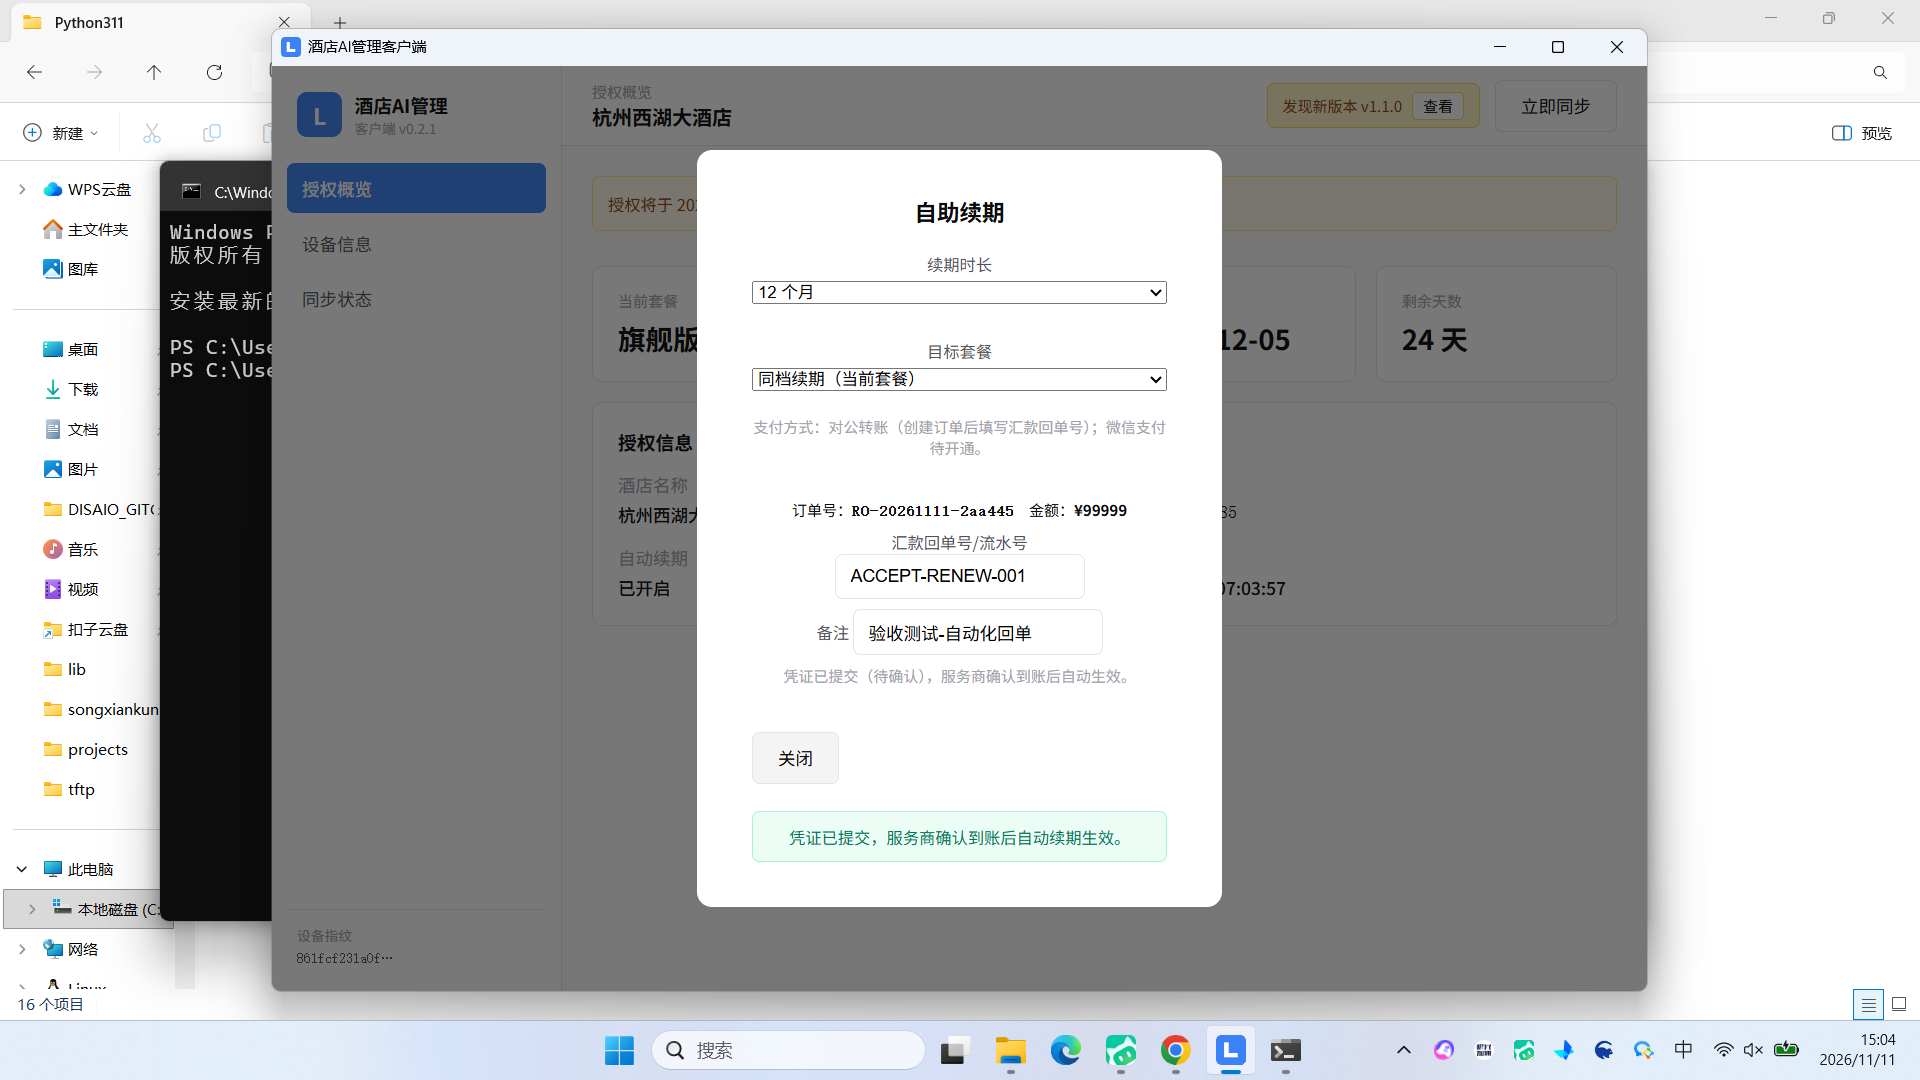 Python311
新建
预览
WPS云盘
主文件夹
图库
桌面
下载
文档
图片
DISAIO_GIT
音乐
视频
扣子云盘
lib
songxiankun
projects
tftp
此电脑
本地磁盘 (C:
网络
Linux
16 个项目
C:\Windo
Windows P
版权所有
安装最新的
PS C:\Use
PS C:\Use
酒店AI管理客户端
L
酒店AI管理
客户端 v0.2.1
授权概览
设备信息
同步状态
设备指纹
861fcf231a0f…
授权概览
杭州西湖大酒店
发现新版本 v1.1.0
查看
立即同步
授权将于 202
当前套餐
旗舰版
12-05
剩余天数
24 天
授权信息
酒店名称
杭州西湖大
85
自动续期
已开启
07:03:57
自助续期
续期时长
12 个月
目标套餐
同档续期（当前套餐）
支付方式：对公转账（创建订单后填写汇款回单号）；微信支付
待开通。
订单号：RO-20261111-2aa445 金额：¥99999
汇款回单号/流水号
ACCEPT-RENEW-001
备注 验收测试-自动化回单
凭证已提交（待确认），服务商确认到账后自动生效。
关闭
凭证已提交，服务商确认到账后自动续期生效。
搜索
中
15:04
2026/11/11